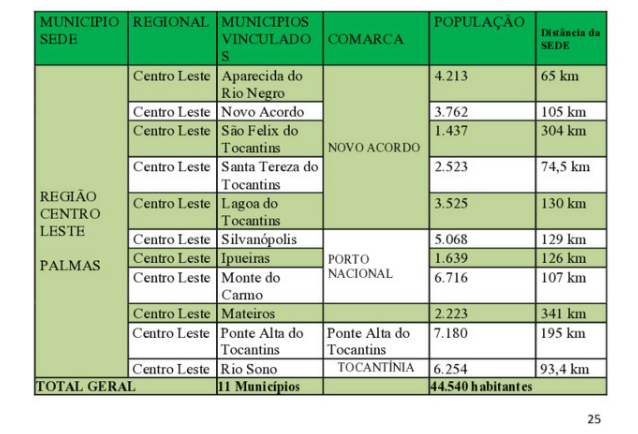 MUNICIPIO SEDE REGIONAL MUNICIPIOS VINCULADOS COMARCA POPULAÇÃO Distância da SEDE
REGIÃO CENTRO LESTE PALMAS
Centro Leste Aparecida do Rio Negro NOVO ACORDO 4.213 65 km
Centro Leste Novo Acordo 3.762 105 km
Centro Leste São Felix do Tocantins 1.437 304 km
Centro Leste Santa Tereza do Tocantins 2.523 74,5 km
Centro Leste Lagoa do Tocantins 3.525 130 km
Centro Leste Silvanópolis PORTO NACIONAL 5.068 129 km
Centro Leste Ipueiras 1.639 126 km
Centro Leste Monte do Carmo 6.716 107 km
Centro Leste Mateiros 2.223 341 km
Centro Leste Ponte Alta do Tocantins Ponte Alta do Tocantins 7.180 195 km
Centro Leste Rio Sono TOCANTÍNIA 6.254 93,4 km
TOTAL GERAL 11 Municípios 44.540 habitantes
25